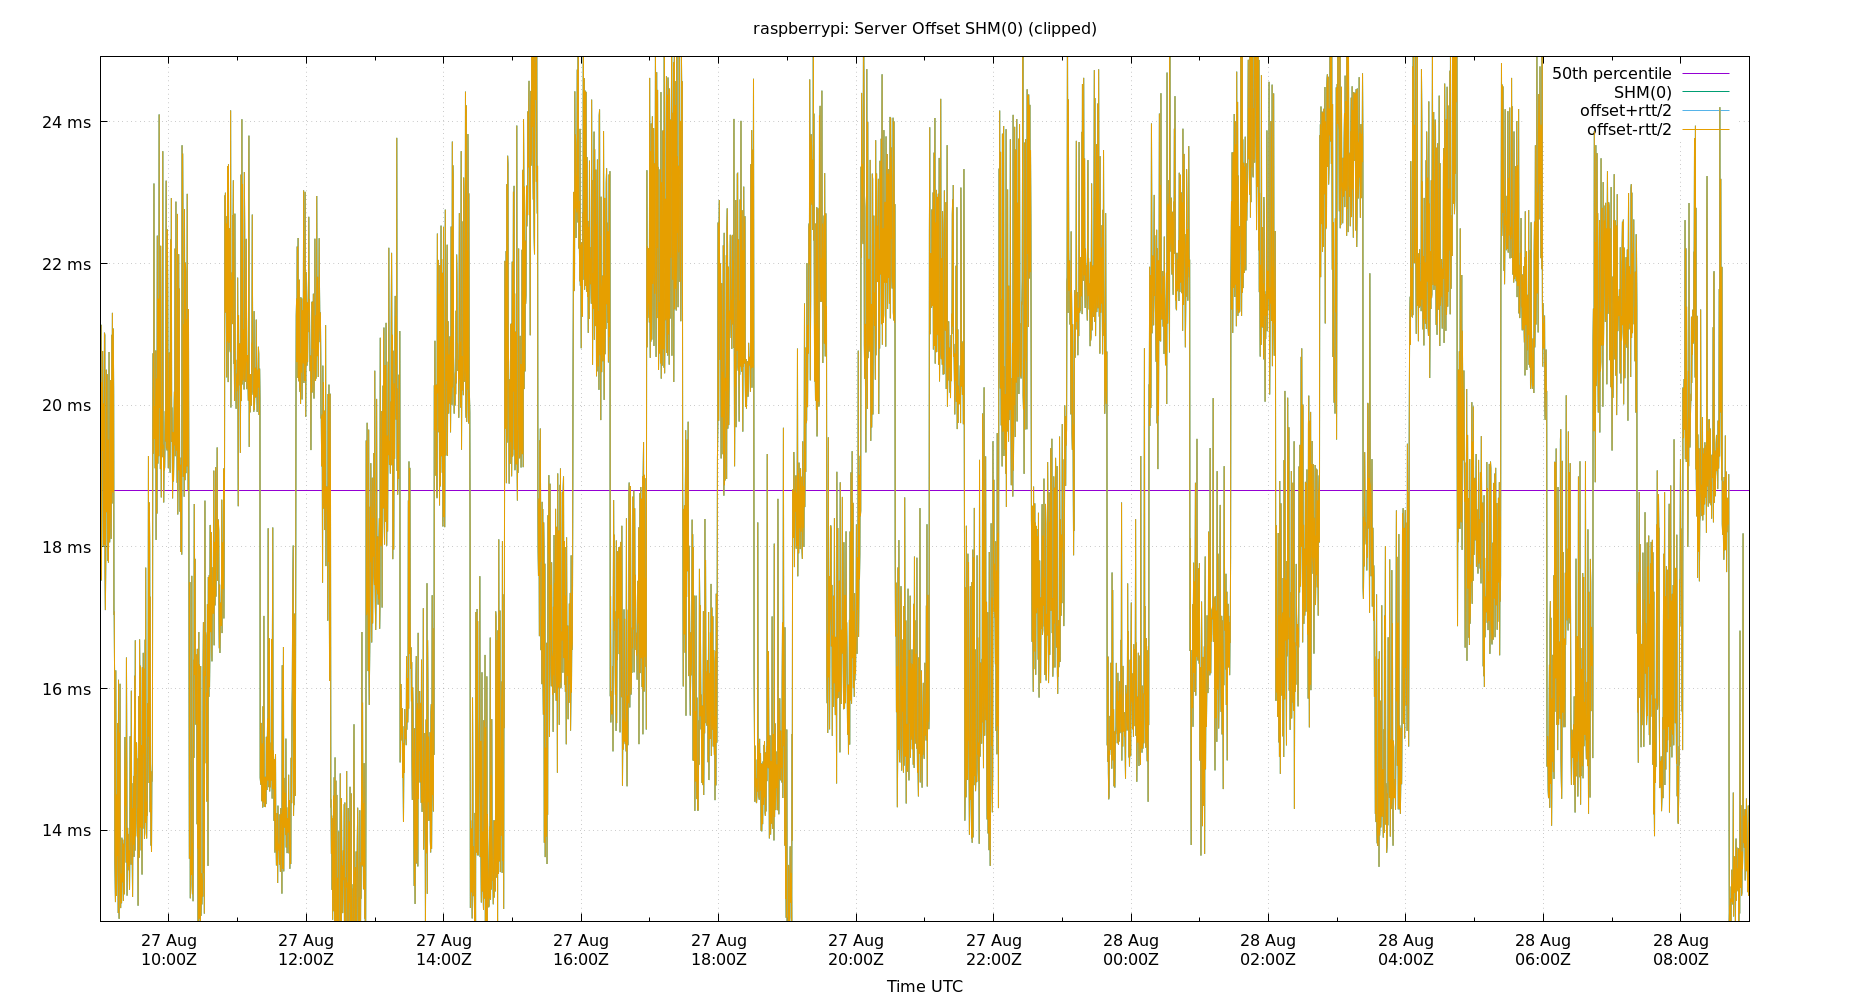 raspberrypi: Server Offset SHM(0) (clipped)
50th percentile
SHM(0)
offset+rtt/2
offset-rtt/2
24 ms
22 ms
20 ms
18 ms
16 ms
14 ms
27 Aug 27 Aug 27 Aug 27 Aug 27 Aug 27 Aug 27 Aug 28 Aug 28 Aug 28 Aug 28 Aug 28 Aug
10:00Z 12:00Z 14:00Z 16:00Z 18:00Z 20:00Z 22:00Z 00:00Z 02:00Z 04:00Z 06:00Z 08:00Z
Time UTC